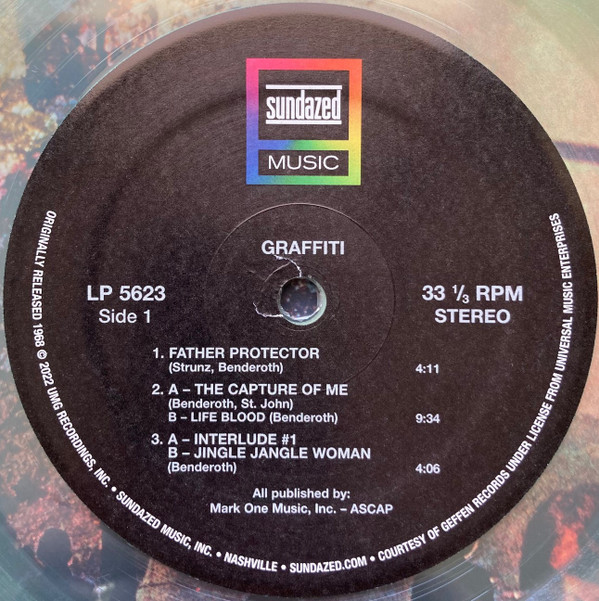 sundazed
MUSIC
GRAFFITI
LP 5623
Side 1
33 ⅓ RPM
STEREO
1. FATHER PROTECTOR
(Strunz, Benderoth) 4:11
2. A – THE CAPTURE OF ME
(Benderoth, St. John)
B – LIFE BLOOD (Benderoth) 9:34
3. A – INTERLUDE #1
B – JINGLE JANGLE WOMAN
(Benderoth) 4:06
All published by:
Mark One Music, Inc. – ASCAP
ORIGINALLY RELEASED 1968 © 2022 UMG RECORDINGS, INC. • SUNDAZED MUSIC, INC. • NASHVILLE • SUNDAZED.COM • COURTESY OF GEFFEN RECORDS UNDER LICENSE FROM UNIVERSAL MUSIC ENTERPRISES